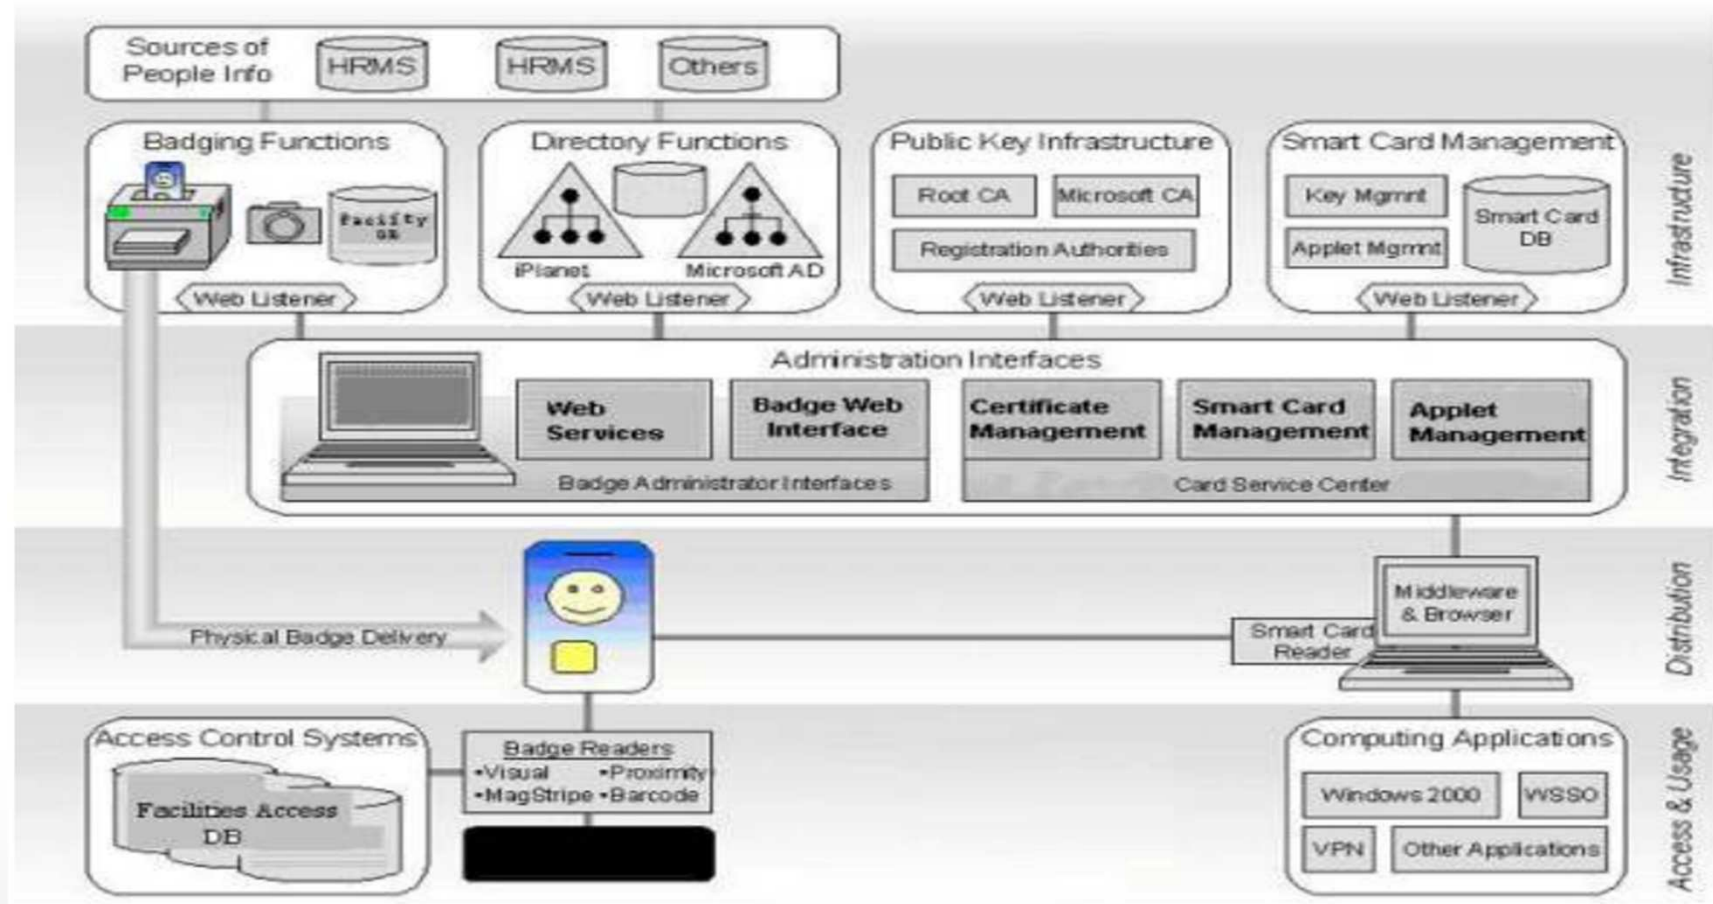 Sources of
People Info
HRMS
HRMS
Others
Badging Functions
Directory Functions
Public Key Infrastructure
Smart Card Management
Root CA
Microsoft CA
Key Mgmnt
Smart Card
DB
Registration Authorities
Applet Mgmnt
iPlanet
Microsoft AD
Web Listener
Web Listener
Web Listener
Web Listener
Infrastructure
Administration Interfaces
Web
Services
Badge Web
Interface
Certificate
Management
Smart Card
Management
Applet
Management
Badge Administrator Interfaces
Card Service Center
Integration
Middleware
& Browser
Physical Badge Delivery
Smart Card
Reader
Distribution
Access Control Systems
Facilities Access
DB
Badge Readers
•Visual •Proximity
•MagStripe •Barcode
Computing Applications
Windows 2000
WSSO
VPN
Other Applications
Access & Usage